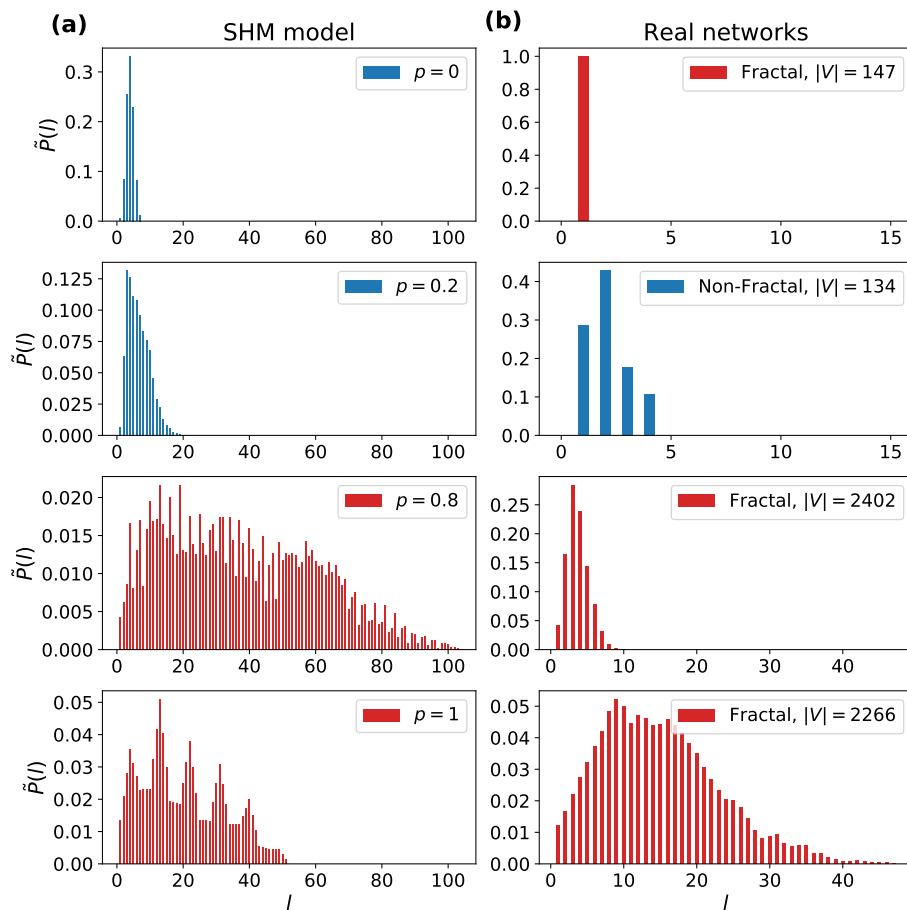 (a)
SHM model
p = 0
P̃(l)
0.3
0.2
0.1
0.0
0 20 40 60 80 100
p = 0.2
P̃(l)
0.125
0.100
0.075
0.050
0.025
0.000
0 20 40 60 80 100
p = 0.8
P̃(l)
0.020
0.015
0.010
0.005
0.000
0 20 40 60 80 100
p = 1
P̃(l)
0.05
0.04
0.03
0.02
0.01
0.00
0 20 40 60 80 100
l
(b)
Real networks
Fractal, |V| = 147
1.0
0.8
0.6
0.4
0.2
0.0
0 5 10 15
Non-Fractal, |V| = 134
0.4
0.3
0.2
0.1
0.0
0 5 10 15
Fractal, |V| = 2402
0.25
0.20
0.15
0.10
0.05
0.00
0 10 20 30 40
Fractal, |V| = 2266
0.05
0.04
0.03
0.02
0.01
0.00
0 10 20 30 40
l